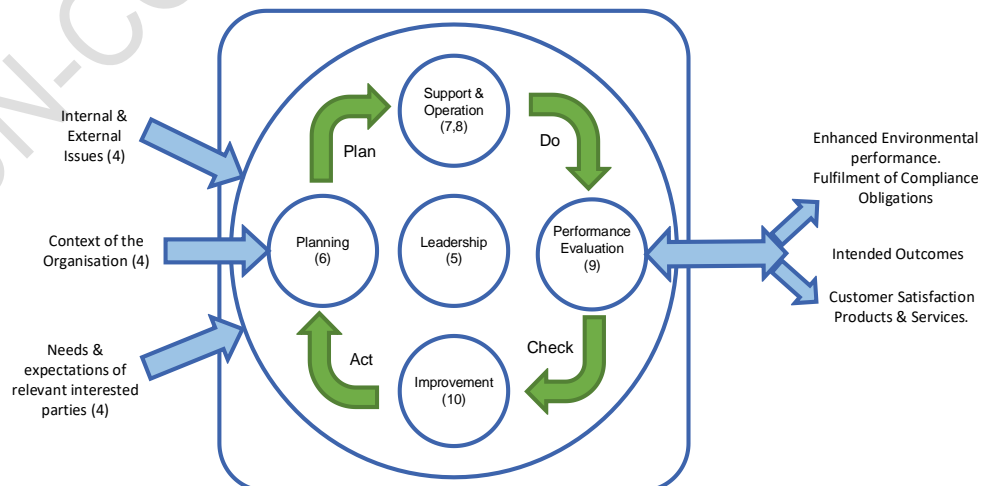 N-CO
Internal &
External
Issues (4)
Context of the
Organisation (4)
Needs &
expectations of
relevant interested
parties (4)
Plan
Support &
Operation
(7,8)
Do
Planning
(6)
Leadership
(5)
Performance
Evaluation
(9)
Act
Improvement
(10)
Check
Enhanced Environmental
performance.
Fulfilment of Compliance
Obligations
Intended Outcomes
Customer Satisfaction
Products & Services.